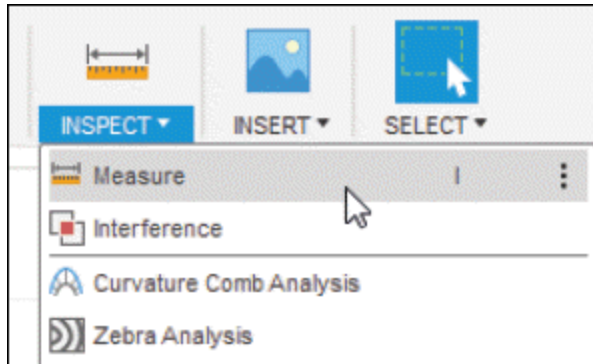 INSPECT INSERT SELECT
Measure I
Interference
Curvature Comb Analysis
Zebra Analysis